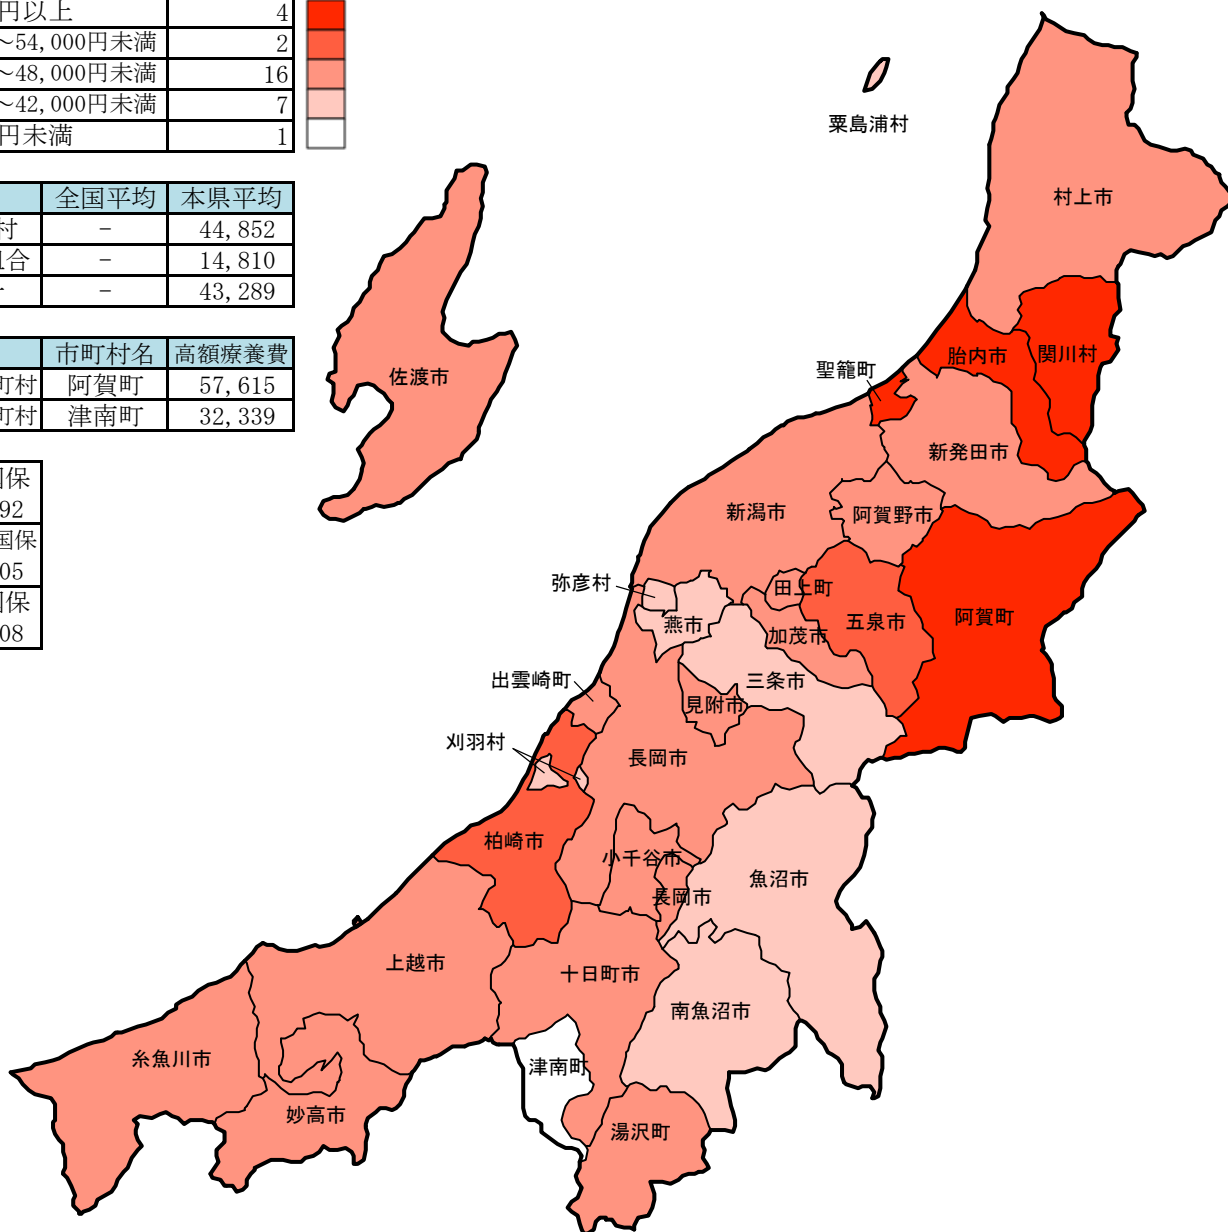 円以上 4
～54,000円未満 2
～48,000円未満 16
～42,000円未満 7
円未満 1
全国平均 本県平均
村 － 44,852
合 － 14,810
－ 43,289
市町村名 高額療養費
町村 阿賀町 57,615
町村 津南町 32,339
国保
92
国保
05
国保
08
粟島浦村
村上市
佐渡市
胎内市
関川村
聖籠町
新発田市
新潟市
阿賀野市
弥彦村
田上町
燕市
加茂市
五泉市
阿賀町
出雲崎町
三条市
見附市
刈羽村
長岡市
柏崎市
小千谷市
長岡市
魚沼市
上越市
十日町市
南魚沼市
糸魚川市
津南町
妙高市
湯沢町